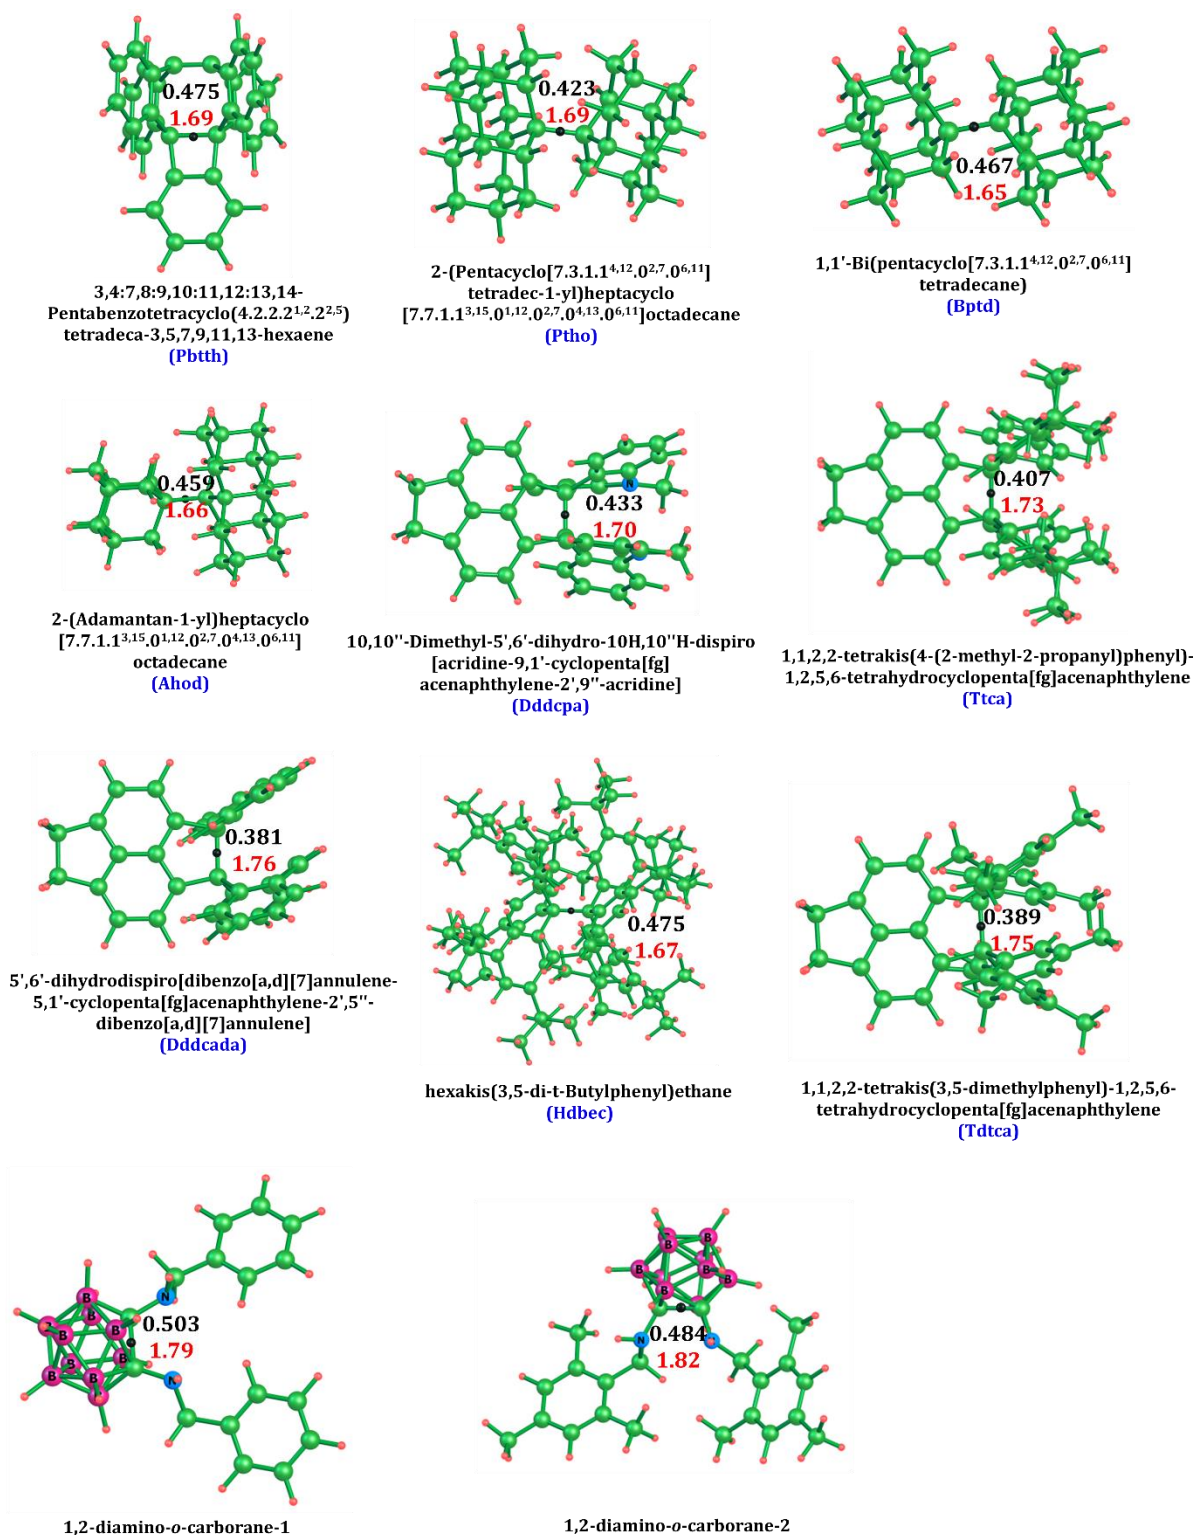 0.475
1.69
3,4:7,8:9,10:11,12:13,14-
Pentabenzotetracyclo(4.2.2.2^{1,2}.2^{2,5})
tetradeca-3,5,7,9,11,13-hexaene
(Pbtth)
0.423
1.69
2-(Pentacyclo[7.3.1.1^{4,12}.0^{2,7}.0^{6,11}]
tetradec-1-yl)heptacyclo
[7.7.1.1^{3,15}.0^{1,12}.0^{2,7}.0^{4,13}.0^{6,11}]octadecane
(Ptho)
0.467
1.65
1,1'-Bi(pentacyclo[7.3.1.1^{4,12}.0^{2,7}.0^{6,11}]
tetradecane)
(Bptd)
0.459
1.66
2-(Adamantan-1-yl)heptacyclo
[7.7.1.1^{3,15}.0^{1,12}.0^{2,7}.0^{4,13}.0^{6,11}]
octadecane
(Ahod)
N
0.433
1.70
10,10''-Dimethyl-5',6'-dihydro-10H,10''H-dispiro
[acridine-9,1'-cyclopenta[fg]
acenaphthylene-2',9''-acridine]
(Dddcpa)
0.407
1.73
1,1,2,2-tetrakis(4-(2-methyl-2-propanyl)phenyl)-
1,2,5,6-tetrahydrocyclopenta[fg]acenaphthylene
(Ttca)
0.381
1.76
5',6'-dihydrodispiro[dibenzo[a,d][7]annulene-
5,1'-cyclopenta[fg]acenaphthylene-2',5''-
dibenzo[a,d][7]annulene]
(Dddcada)
0.475
1.67
hexakis(3,5-di-t-Butylphenyl)ethane
(Hdbec)
0.389
1.75
1,1,2,2-tetrakis(3,5-dimethylphenyl)-1,2,5,6-
tetrahydrocyclopenta[fg]acenaphthylene
(Tdtca)
B
B
B
B
B
B
B
B
B
B
N
N
0.503
1.79
1,2-diamino-o-carborane-1
B
B
B
B
B
B
B
N
N
0.484
1.82
1,2-diamino-o-carborane-2